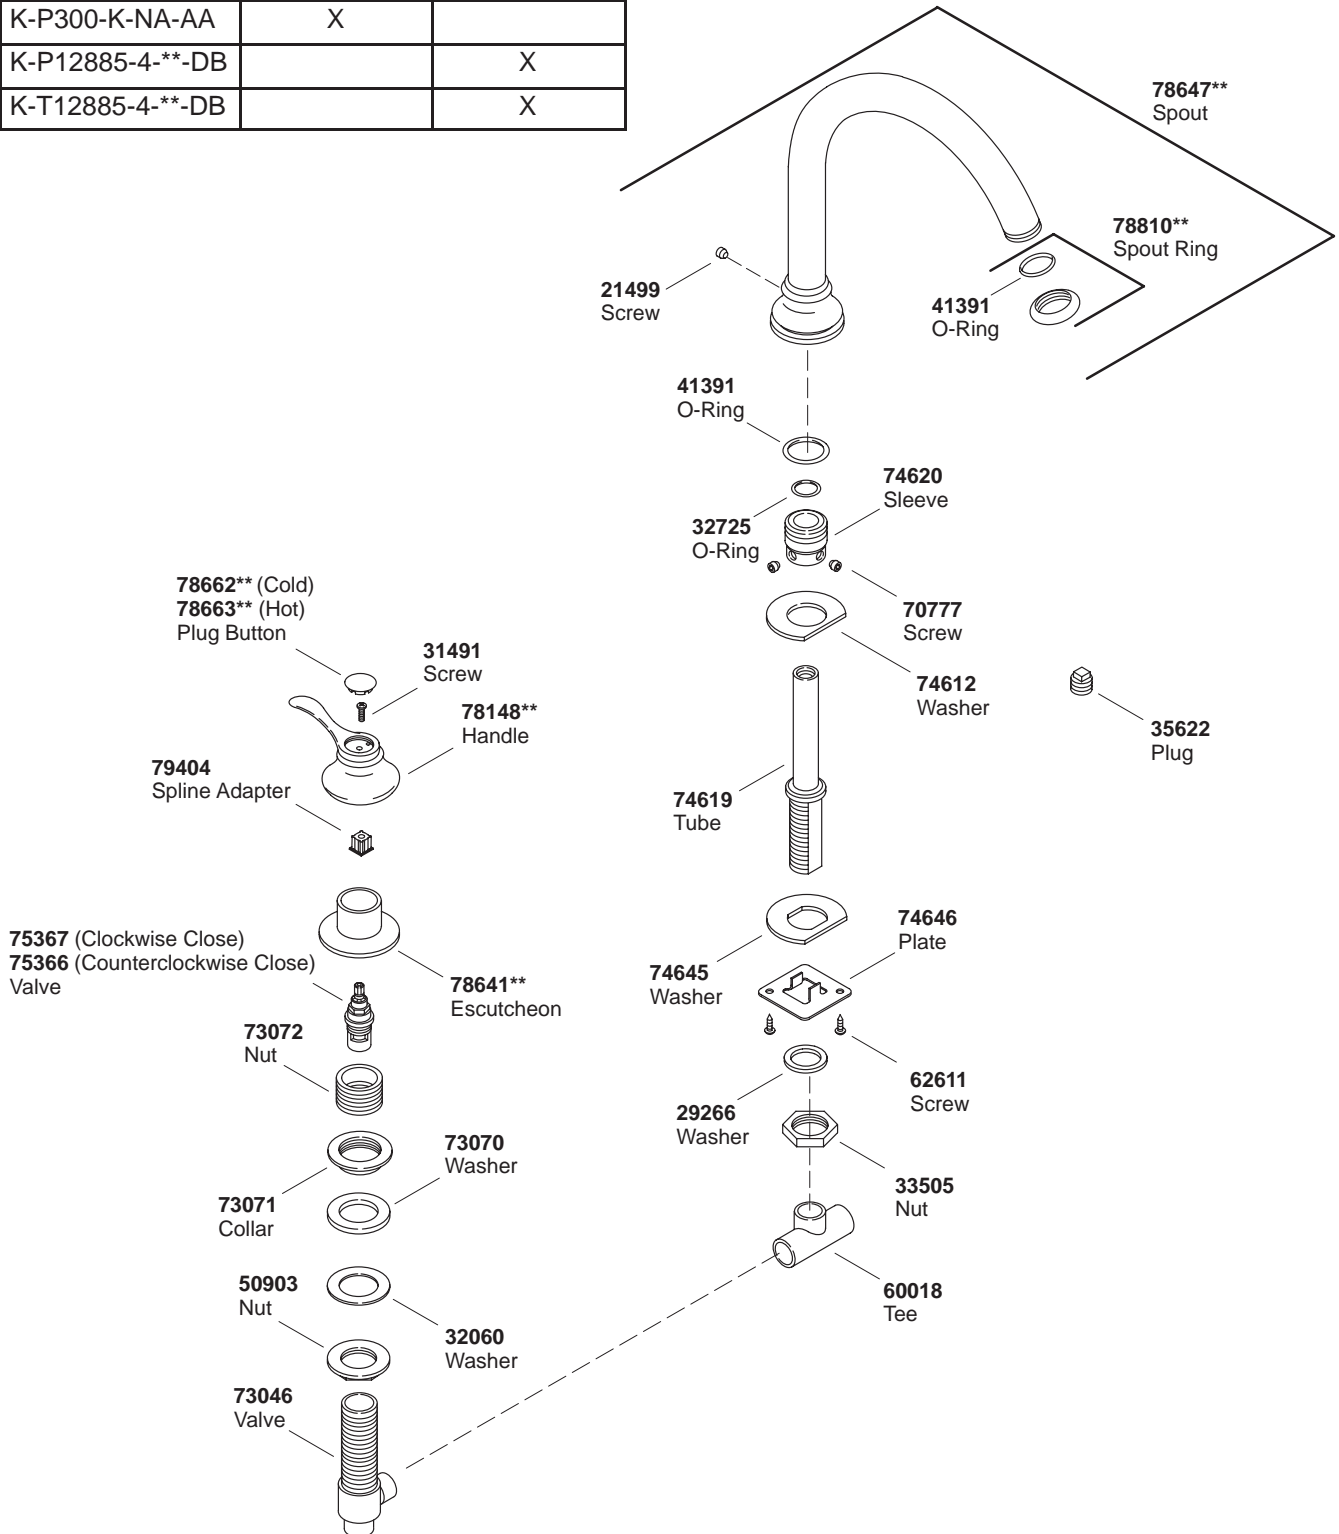 K-P300-K-NA-AA X
K-P12885-4-**-DB X
K-T12885-4-**-DB X
78647**
Spout
78810**
Spout Ring
21499
Screw
41391
O-Ring
41391
O-Ring
74620
Sleeve
32725
O-Ring
78662** (Cold)
78663** (Hot)
Plug Button
70777
Screw
31491
Screw
74612
Washer
78148**
Handle
35622
Plug
79404
Spline Adapter
74619
Tube
75367 (Clockwise Close)
75366 (Counterclockwise Close)
Valve
74646
Plate
74645
Washer
78641**
Escutcheon
73072
Nut
62611
Screw
29266
Washer
73070
Washer
33505
Nut
73071
Collar
50903
Nut
60018
Tee
32060
Washer
73046
Valve